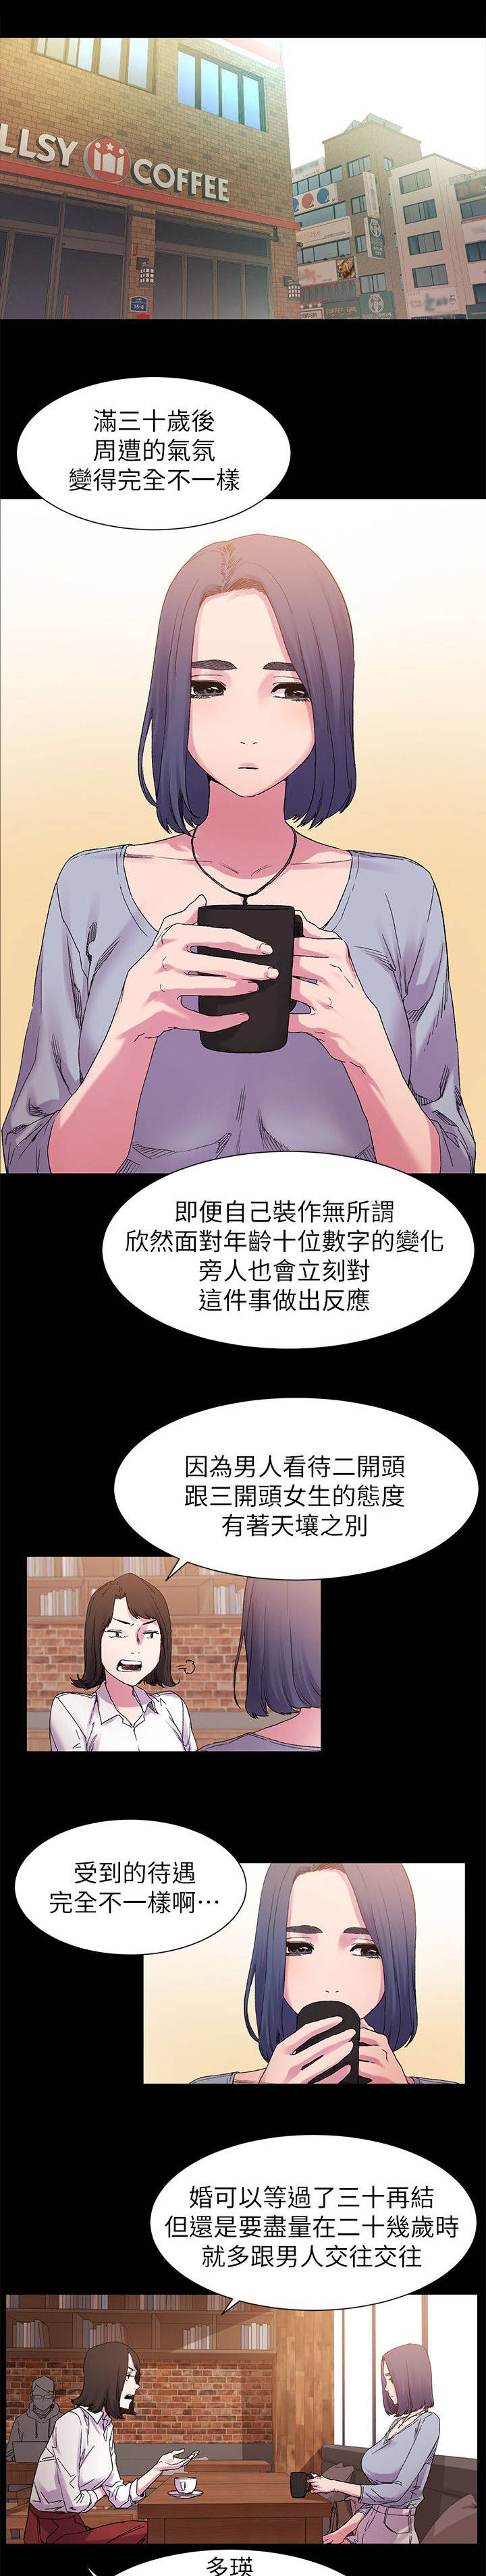 LLSY COFFEE
滿三十歲後
周遭的氣氛
變得完全不一樣
即便自己裝作無所謂
欣然面對年齡十位數字的變化
旁人也會立刻對
這件事做出反應
因為男人看待二開頭
跟三開頭女生的態度
有著天壤之別
受到的待遇
完全不一樣啊…
婚可以等過了三十再結
但還是要盡量在二十幾歲時
就多跟男人交往交往
多瑛